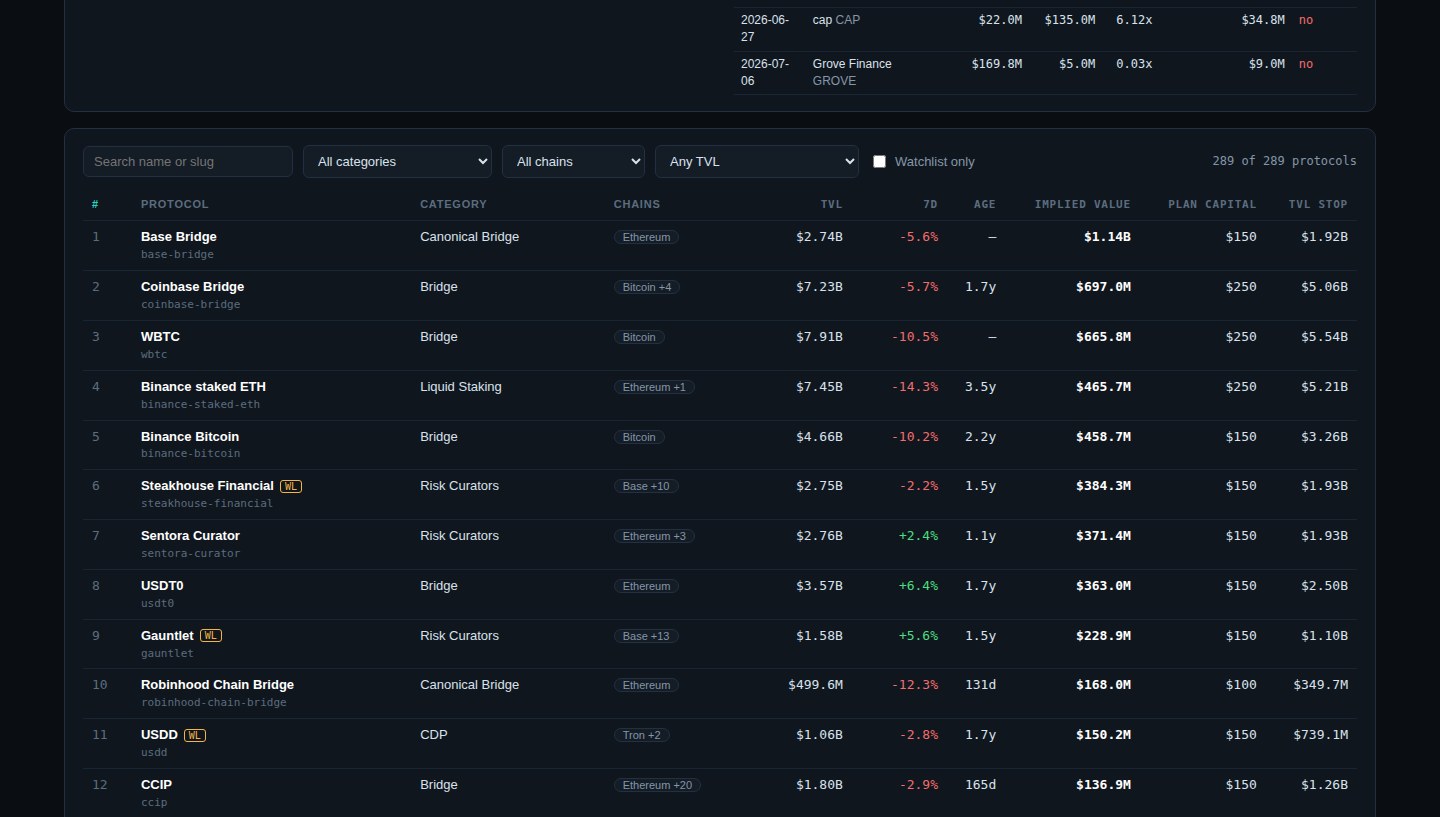 2026-06-27 cap CAP $22.0M $135.0M 6.12x $34.8M no
2026-07-06 Grove Finance GROVE $169.8M $5.0M 0.03x $9.0M no
Search name or slug All categories All chains Any TVL Watchlist only 289 of 289 protocols
# PROTOCOL CATEGORY CHAINS TVL 7D AGE IMPLIED VALUE PLAN CAPITAL TVL STOP
1 Base Bridge Canonical Bridge Ethereum $2.74B -5.6% — $1.14B $150 $1.92B
base-bridge
2 Coinbase Bridge Bridge Bitcoin +4 $7.23B -5.7% 1.7y $697.0M $250 $5.06B
coinbase-bridge
3 WBTC Bridge Bitcoin $7.91B -10.5% — $665.8M $250 $5.54B
wbtc
4 Binance staked ETH Liquid Staking Ethereum +1 $7.45B -14.3% 3.5y $465.7M $250 $5.21B
binance-staked-eth
5 Binance Bitcoin Bridge Bitcoin $4.66B -10.2% 2.2y $458.7M $150 $3.26B
binance-bitcoin
6 Steakhouse Financial WL Risk Curators Base +10 $2.75B -2.2% 1.5y $384.3M $150 $1.93B
steakhouse-financial
7 Sentora Curator Risk Curators Ethereum +3 $2.76B +2.4% 1.1y $371.4M $150 $1.93B
sentora-curator
8 USDT0 Bridge Ethereum $3.57B +6.4% 1.7y $363.0M $150 $2.50B
usdt0
9 Gauntlet WL Risk Curators Base +13 $1.58B +5.6% 1.5y $228.9M $150 $1.10B
gauntlet
10 Robinhood Chain Bridge Canonical Bridge Ethereum $499.6M -12.3% 131d $168.0M $100 $349.7M
robinhood-chain-bridge
11 USDD WL CDP Tron +2 $1.06B -2.8% 1.7y $150.2M $150 $739.1M
usdd
12 CCIP Bridge Ethereum +20 $1.80B -2.9% 165d $136.9M $150 $1.26B
ccip